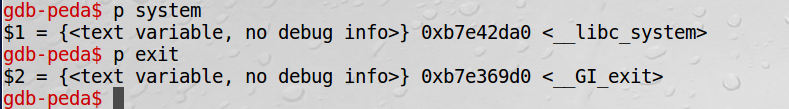 gdb-peda$ p system
$1 = {<text variable, no debug info>} 0xb7e42da0 <__libc_system>
gdb-peda$ p exit
$2 = {<text variable, no debug info>} 0xb7e369d0 <__GI_exit>
gdb-peda$